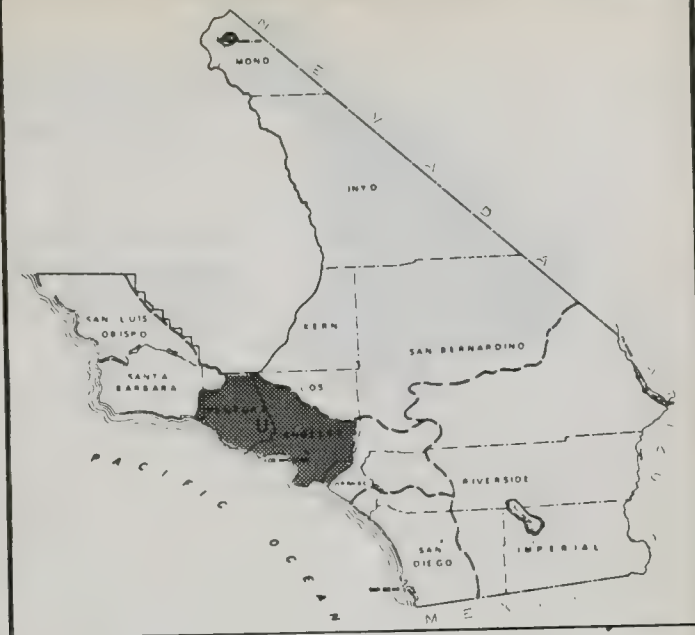 NEVADA
MONO
INYO
KERN
SAN LUIS
OBISPO
SAN BERNARDINO
SANTA
BARBARA
VENTURA
LOS
ANGELES
U
PACIFIC
OCEAN
RIVERSIDE
SAN
DIEGO
IMPERIAL
MEX